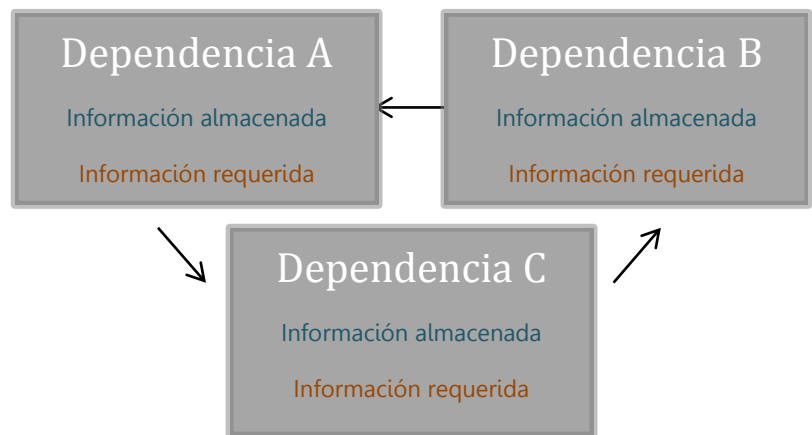 Dependencia A
Información almacenada
Información requerida
Dependencia B
Información almacenada
Información requerida
Dependencia C
Información almacenada
Información requerida